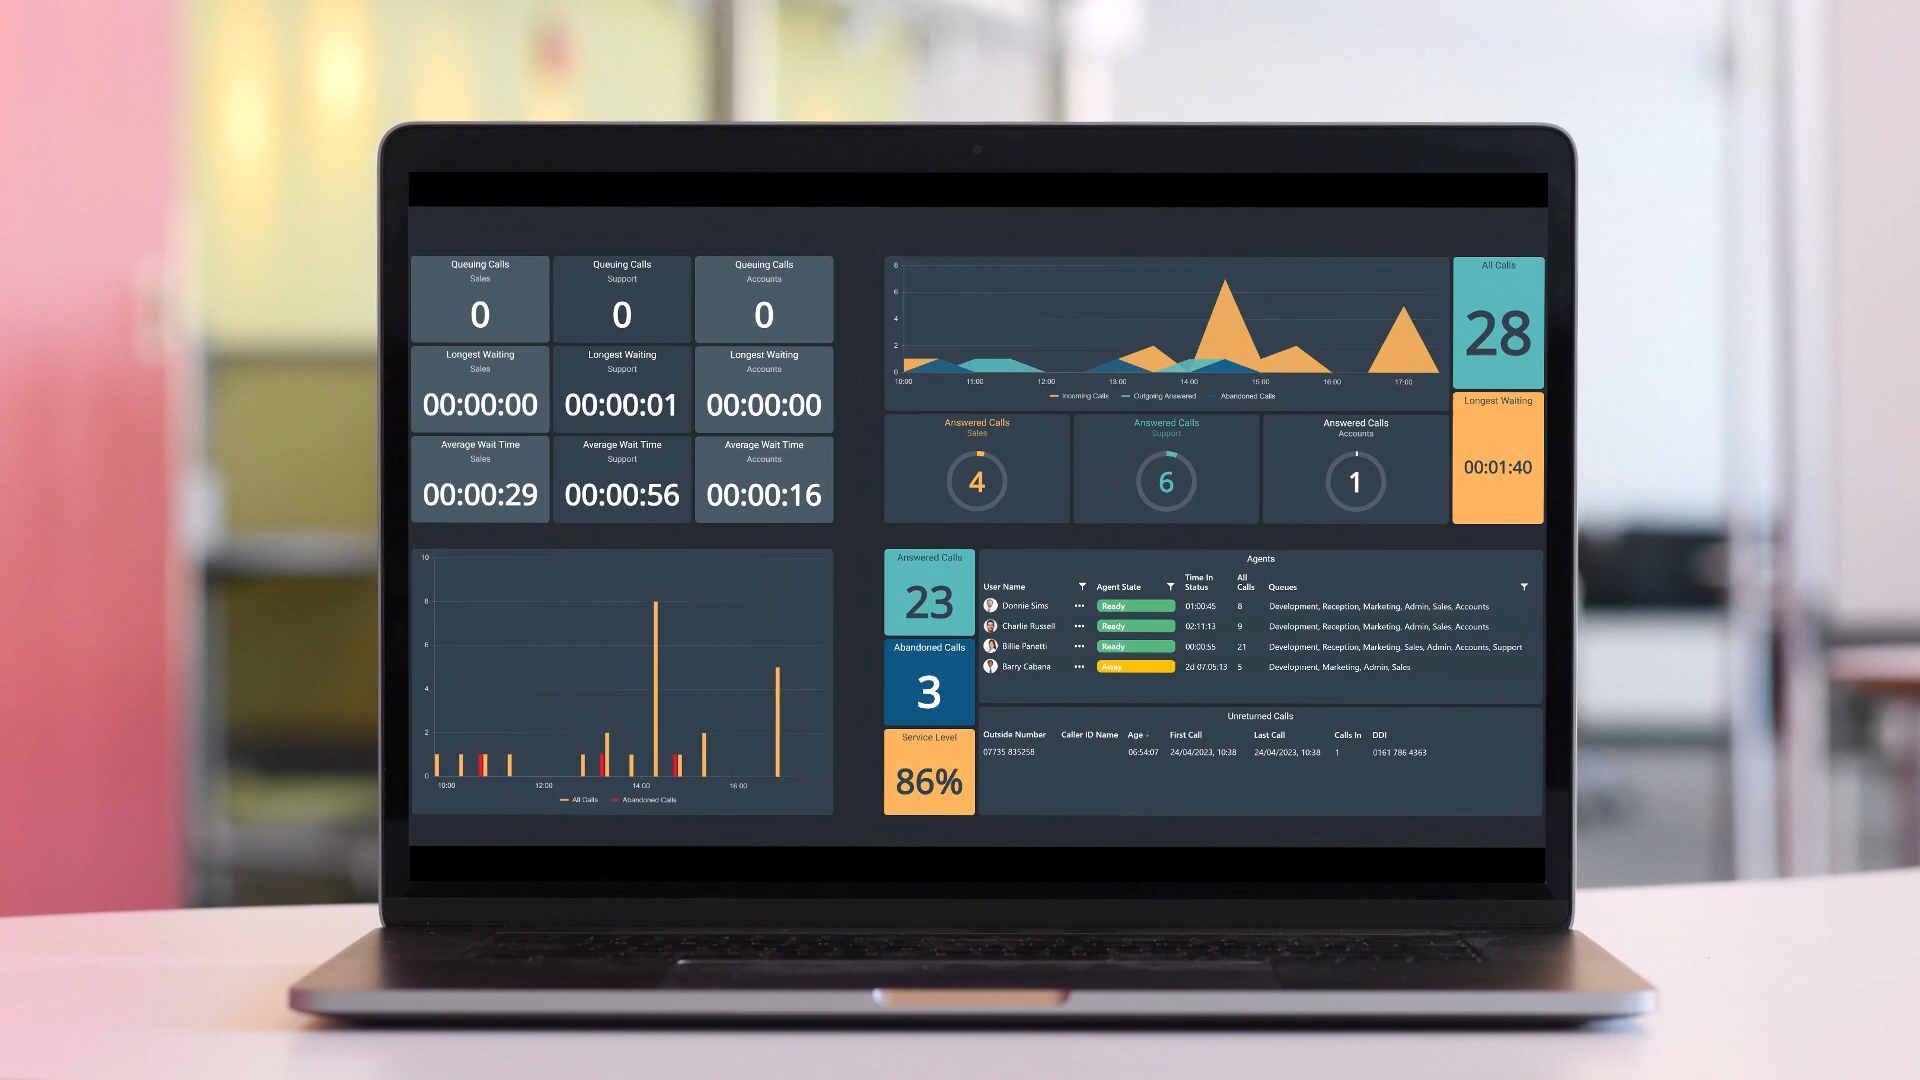 Queuing Calls
Sales
0
Queuing Calls
Support
0
Queuing Calls
Accounts
0
Longest Waiting
Sales
00:00:00
Longest Waiting
Support
00:00:01
Longest Waiting
Accounts
00:00:00
Average Wait Time
Sales
00:00:29
Average Wait Time
Support
00:00:56
Average Wait Time
Accounts
00:00:16
8
6
4
2
0
10:00 11:00 12:00 13:00 14:00 15:00 16:00 17:00
Incoming Calls Outgoing Answered Abandoned Calls
All Calls
28
Longest Waiting
00:01:40
Answered Calls
Sales
4
Answered Calls
Support
6
Answered Calls
Accounts
1
10
8
6
4
2
0
10:00 12:00 14:00 16:00
All Calls Abandoned Calls
Answered Calls
23
Abandoned Calls
3
Service Level
86%
Agents
User Name Agent State Time In Status All Calls Queues
Donnie Sims Ready 01:00:45 8 Development, Reception, Marketing, Admin, Sales, Accounts
Charlie Russell Ready 02:11:13 9 Development, Reception, Marketing, Admin, Sales, Accounts
Billie Panetti Ready 00:00:55 21 Development, Reception, Marketing, Sales, Admin, Accounts, Support
Barry Cabana Away 2d 07:05:13 5 Development, Marketing, Admin, Sales
Unreturned Calls
Outside Number Caller ID Name Age First Call Last Call Calls In DDI
07735 835258 06:54:07 24/04/2023, 10:38 24/04/2023, 10:38 1 0161 786 4363